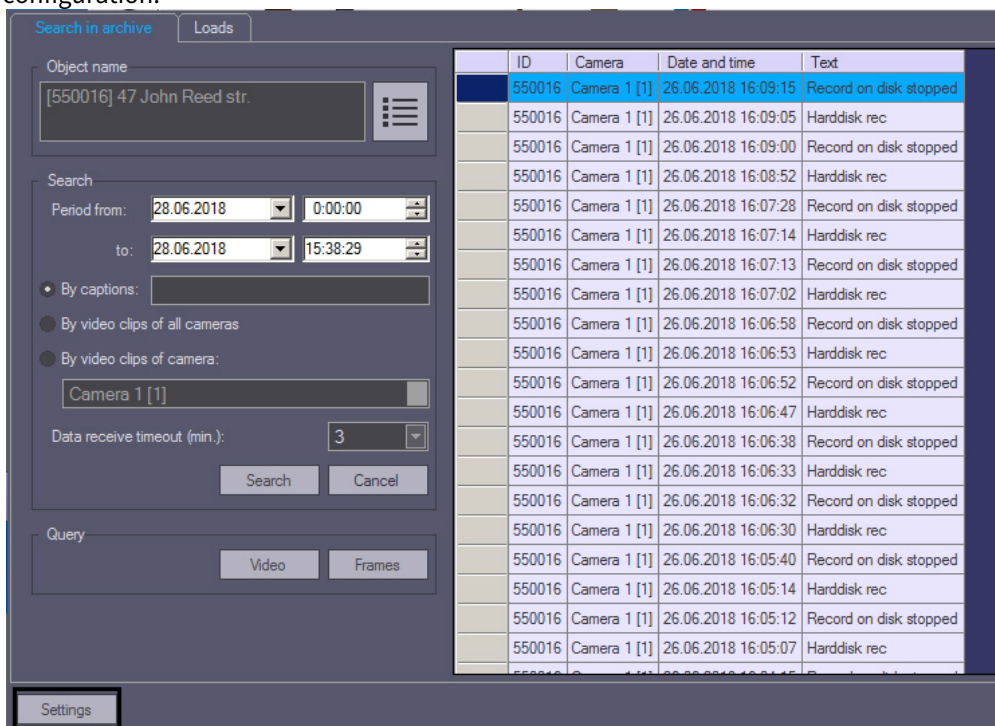 configuration.
Search in archive Loads
Object name
[550016] 47 John Reed str.
Search
Period from: 28.06.2018 0:00:00
to: 28.06.2018 15:38:29
By captions:
By video clips of all cameras
By video clips of camera:
Camera 1 [1]
Data receive timeout (min.): 3
Search Cancel
Query
Video Frames
ID Camera Date and time Text
550016 Camera 1 [1] 26.06.2018 16:09:15 Record on disk stopped
550016 Camera 1 [1] 26.06.2018 16:09:05 Harddisk rec
550016 Camera 1 [1] 26.06.2018 16:09:00 Record on disk stopped
550016 Camera 1 [1] 26.06.2018 16:08:52 Harddisk rec
550016 Camera 1 [1] 26.06.2018 16:07:28 Record on disk stopped
550016 Camera 1 [1] 26.06.2018 16:07:14 Harddisk rec
550016 Camera 1 [1] 26.06.2018 16:07:13 Record on disk stopped
550016 Camera 1 [1] 26.06.2018 16:07:02 Harddisk rec
550016 Camera 1 [1] 26.06.2018 16:06:58 Record on disk stopped
550016 Camera 1 [1] 26.06.2018 16:06:53 Harddisk rec
550016 Camera 1 [1] 26.06.2018 16:06:52 Record on disk stopped
550016 Camera 1 [1] 26.06.2018 16:06:47 Harddisk rec
550016 Camera 1 [1] 26.06.2018 16:06:38 Record on disk stopped
550016 Camera 1 [1] 26.06.2018 16:06:33 Harddisk rec
550016 Camera 1 [1] 26.06.2018 16:06:32 Record on disk stopped
550016 Camera 1 [1] 26.06.2018 16:06:30 Harddisk rec
550016 Camera 1 [1] 26.06.2018 16:05:40 Record on disk stopped
550016 Camera 1 [1] 26.06.2018 16:05:14 Harddisk rec
550016 Camera 1 [1] 26.06.2018 16:05:12 Record on disk stopped
550016 Camera 1 [1] 26.06.2018 16:05:07 Harddisk rec
Settings